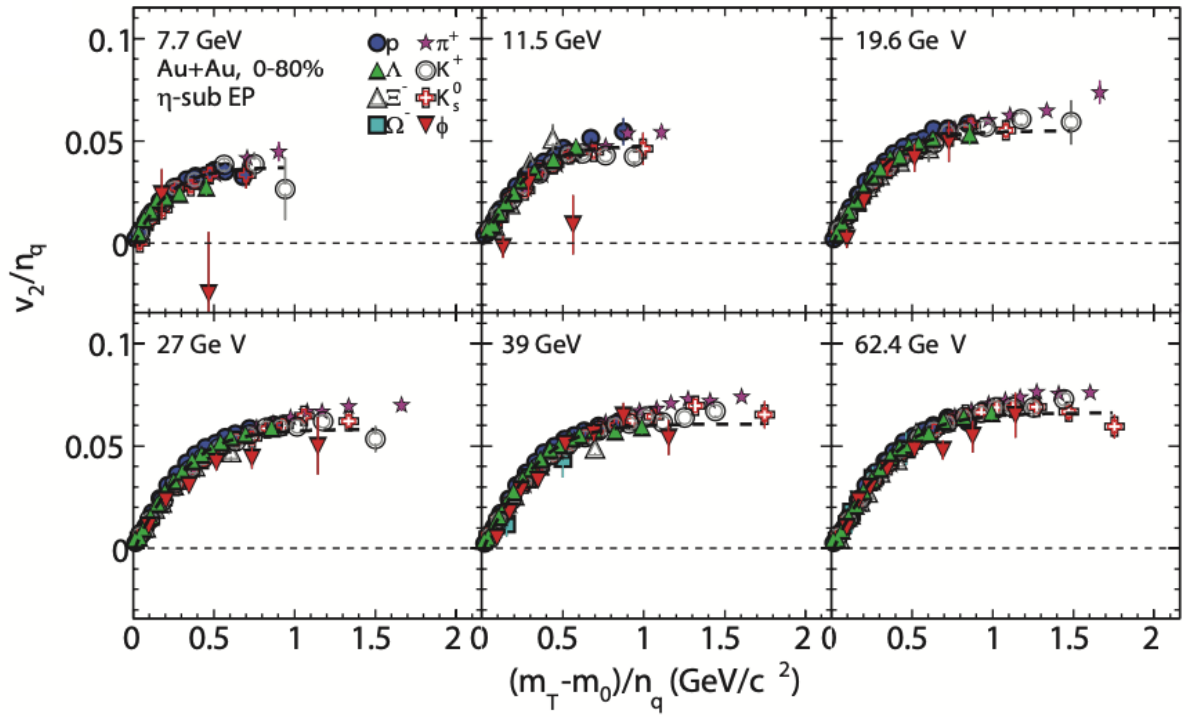 0.1
7.7 GeV
Au+Au, 0-80%
η-sub EP
p
π+
Λ
K+
Ξ-
K0s
Ω-
ϕ
11.5 GeV
19.6 Ge V
0.05
0
v2/nq
0.1
27 Ge V
39 GeV
62.4 Ge V
0.05
0
0 0.5 1 1.5 2
0 0.5 1 1.5 2
0 0.5 1 1.5 2
(mT-m0)/nq (GeV/c 2)